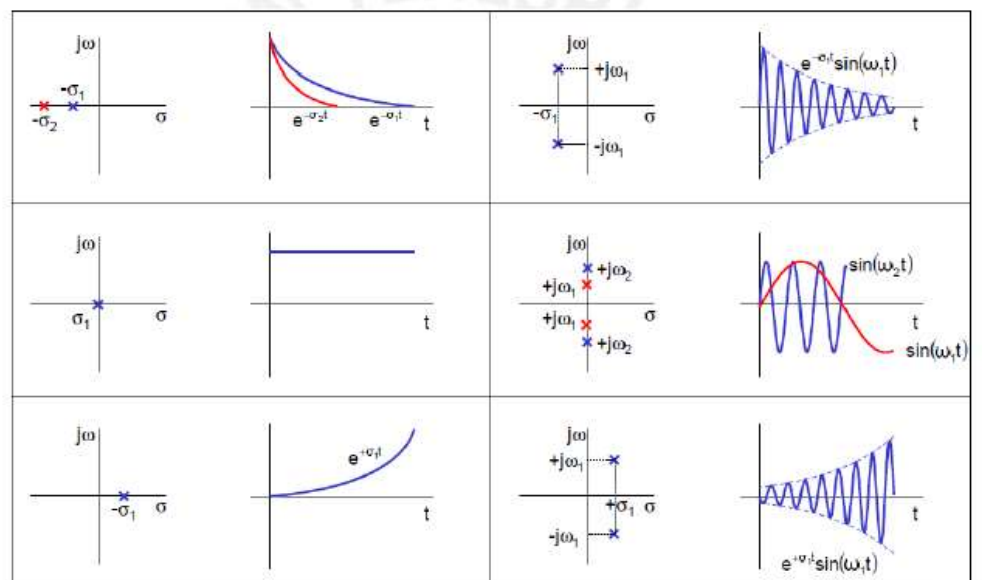 jω
-σ₁
-σ₂
σ
e^-σ₂t
e^-σ₁t
t
jω
+jω₁
-σ₁
σ
-jω₁
e^-σ₁t sin(ω₁t)
t
jω
σ₁
σ
t
jω
+jω₂
+jω₁
+jω₁
σ
+jω₂
sin(ω₂t)
t
sin(ω₁t)
jω
-σ₁
σ
e^+σ₁t
t
jω
+jω₁
+σ₁
σ
-jω₁
t
e^+σ₁t sin(ω₁t)